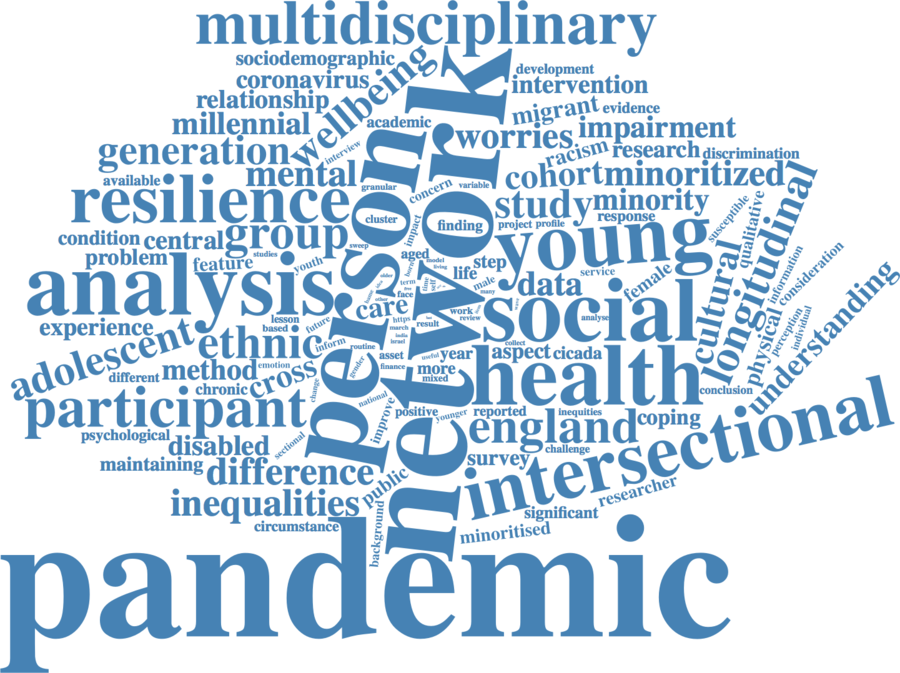 multidisciplinary
sociodemographic
coronavirus
relationship
millennial
generation
wellbeing
interview
academic
development
intervention
migrant
evidence
worries
impairment
racism
research
discrimination
available
mental
granular
concern
variable
cohort
minoritized
resilience
cluster
finding
study
minority
response
project
profile
condition
central
group
problem
feature
studies
sweep
youth
impact
aged
model
living
step
life
young
data
service
male
many
female
susceptible
qualitative
cultural
longitudinal
information
consideration
physical
perception
individual
understanding
analysis
person
network
social
analyse
born
older
other
term
face
time
self
care
https
march
india
israel
work
review
result
experience
lesson
based
future
inform
routine
ethnic
adolescent
different
method
emotion
cross
chronic
change
gender
asset
finance
useful
year
more
mixed
collect
aspect
cicada
health
conclusion
participant
psychological
disabled
sectional
national
improve
positive
younger
reported
inequities
coping
england
challenge
maintaining
difference
public
survey
intersectional
researcher
inequalities
circumstance
background
significant
minoritised
pandemic